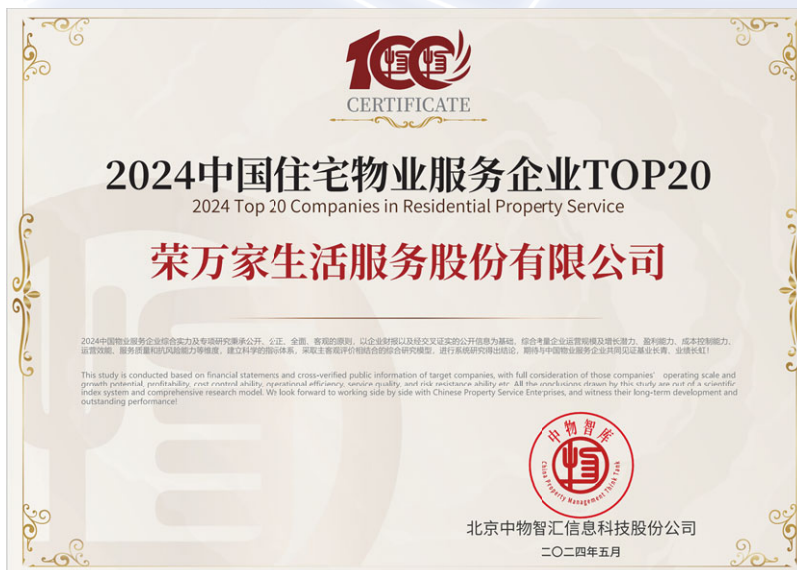 100
CERTIFICATE
2024中国住宅物业服务企业TOP20
2024 Top 20 Companies in Residential Property Service
荣万家生活服务股份有限公司
2024中国物业服务企业综合实力及专项研究秉承公开、公正、全面、客观的原则，以企业财报以及经交叉证实的公开信息为基础，综合考量企业运营规模及增长潜力、盈利能力、成本控制能力、
运营效能、服务质量和抗风险能力等维度，建立科学的指标体系，采取主客观评价相结合的综合研究模型，进行系统研究得出结论，期待与中国物业服务企业共同见证基业长青、业绩长虹！
This study is conducted based on financial statements and cross-verified public information of target companies, with full consideration of those companies' operating scale and
growth potential, profitability, cost control ability, operational efficiency, service quality, and risk resistance ability etc. All the conclusions drawn by this study are out of a scientific
index system and comprehensive research model. We look forward to working side by side with Chinese Property Service Enterprises, and witness their long-term development and
outstanding performance!
中物智库
China Property Management Think Tank
北京中物智汇信息科技股份公司
二〇二四年五月